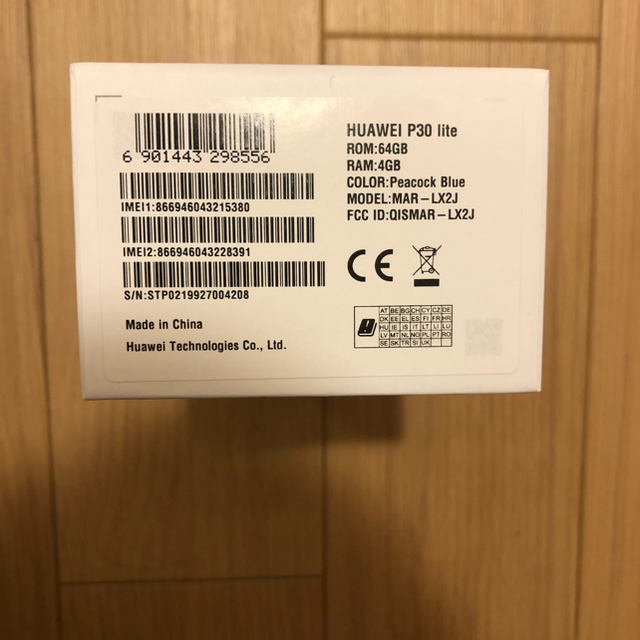 6 901443 298556
IMEI1:866946043215380
IMEI2:866946043228391
S/N:STP0219927004208
Made in China
Huawei Technologies Co., Ltd.
HUAWEI P30 lite
ROM:64GB
RAM:4GB
COLOR:Peacock Blue
MODEL:MAR-LX2J
FCC ID:QISMAR-LX2J
CE
AT BE BG CH CY CZ DE
DK EE EL ES FI FR HR
HU IE IS IT LT LI LU
LV MT NL NO PL PT RO
SE SK TR SI UK